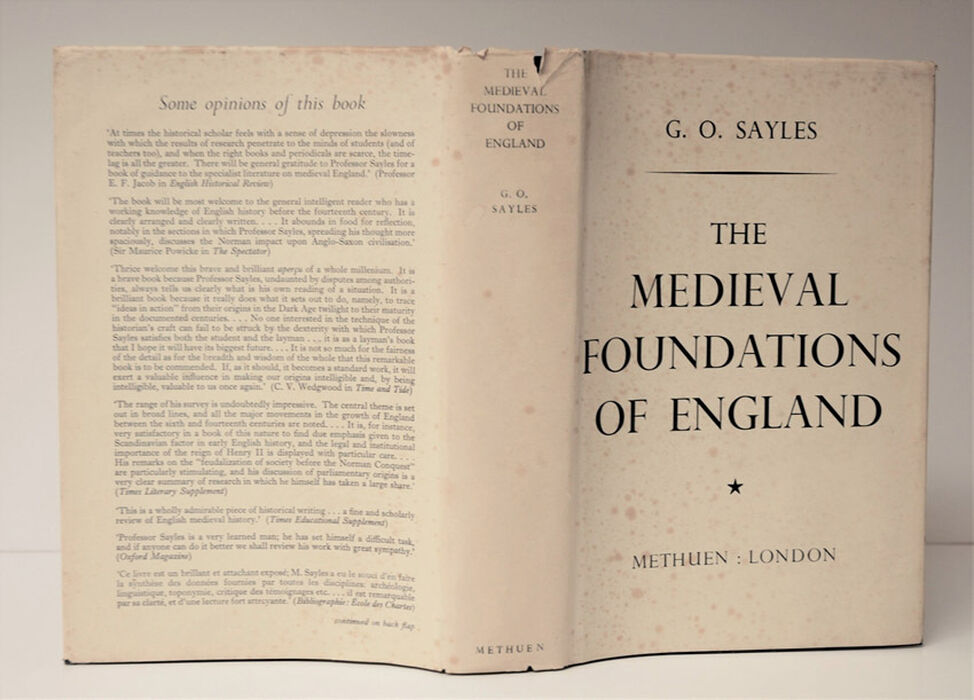 Some opinions of this book
'At times the historical scholar feels with a sense of depression the slowness
with which the results of research penetrate to the minds of students (and of
teachers too), and when the right books and periodicals are scarce, the time-
lag is all the greater. There will be general gratitude to Professor Sayles for a
book of guidance to the specialist literature on medieval England.' (Professor
E. F. Jacob in English Historical Review)
'The book will be most welcome to the general intelligent reader who has a
working knowledge of English history before the fourteenth century. It is
clearly arranged and clearly written. . . . It abounds in food for reflection,
notably in the sections in which Professor Sayles, spreading his thought more
spaciously, discusses the Norman impact upon Anglo-Saxon civilisation.'
(Sir Maurice Powicke in The Spectator)
'Thrice welcome this brave and brilliant aperçu of a whole millenium. It is
a brave book because Professor Sayles, undaunted by disputes among authori-
ties, always tells us clearly what is his own reading of a situation. It is a
brilliant book because it really does what it sets out to do, namely, to trace
"ideas in action" from their origins in the Dark Age twilight to their maturity
in the documented centuries. . . . No one interested in the technique of the
historian's craft can fail to be struck by the dexterity with which Professor
Sayles satisfies both the student and the layman . . . it is as a layman's book
that I hope it will have its biggest future. . . . It is not so much for the fairness
of the detail as for the breadth and wisdom of the whole that this remarkable
book is to be commended. If, as it should, it becomes a standard work, it will
exert a valuable influence in making our origins intelligible and, by being
intelligible, valuable to us once again.' (C. V. Wedgwood in Time and Tide)
'The range of his survey is undoubtedly impressive. The central theme is set
out in broad lines, and all the major movements in the growth of England
between the sixth and fourteenth centuries are noted. . . . It is, for instance,
very satisfactory in a book of this nature to find due emphasis given to the
Scandinavian factor in early English history, and the legal and institutional
importance of the reign of Henry II is displayed with particular care. . . .
His remarks on the "feudalization of society before the Norman Conquest"
are particularly stimulating, and his discussion of parliamentary origins is a
very clear summary of research in which he himself has taken a large share.'
(Times Literary Supplement)
'This is a wholly admirable piece of historical writing . . . a fine and scholarly
review of English medieval history.' (Times Educational Supplement)
'Professor Sayles is a very learned man; he has set himself a difficult task,
and if anyone can do it better we shall review his work with great sympathy.'
(Oxford Magazine)
'Ce livre est un brillant et attachant exposé; M. Sayles a eu le souci d'en faire
la synthèse des données fournies par toutes les disciplines: archéologie,
linguistique, toponymie, critique des témoignages etc. . . . il est remarquable
par sa clarté, et d'une lecture fort attrayante.' (Bibliographie: Ecole des Chartes)
continued on back flap
THE
MEDIEVAL
FOUNDATIONS
OF
ENGLAND
G. O.
SAYLES
METHUEN
G. O. SAYLES
THE
MEDIEVAL
FOUNDATIONS
OF ENGLAND
METHUEN : LONDON